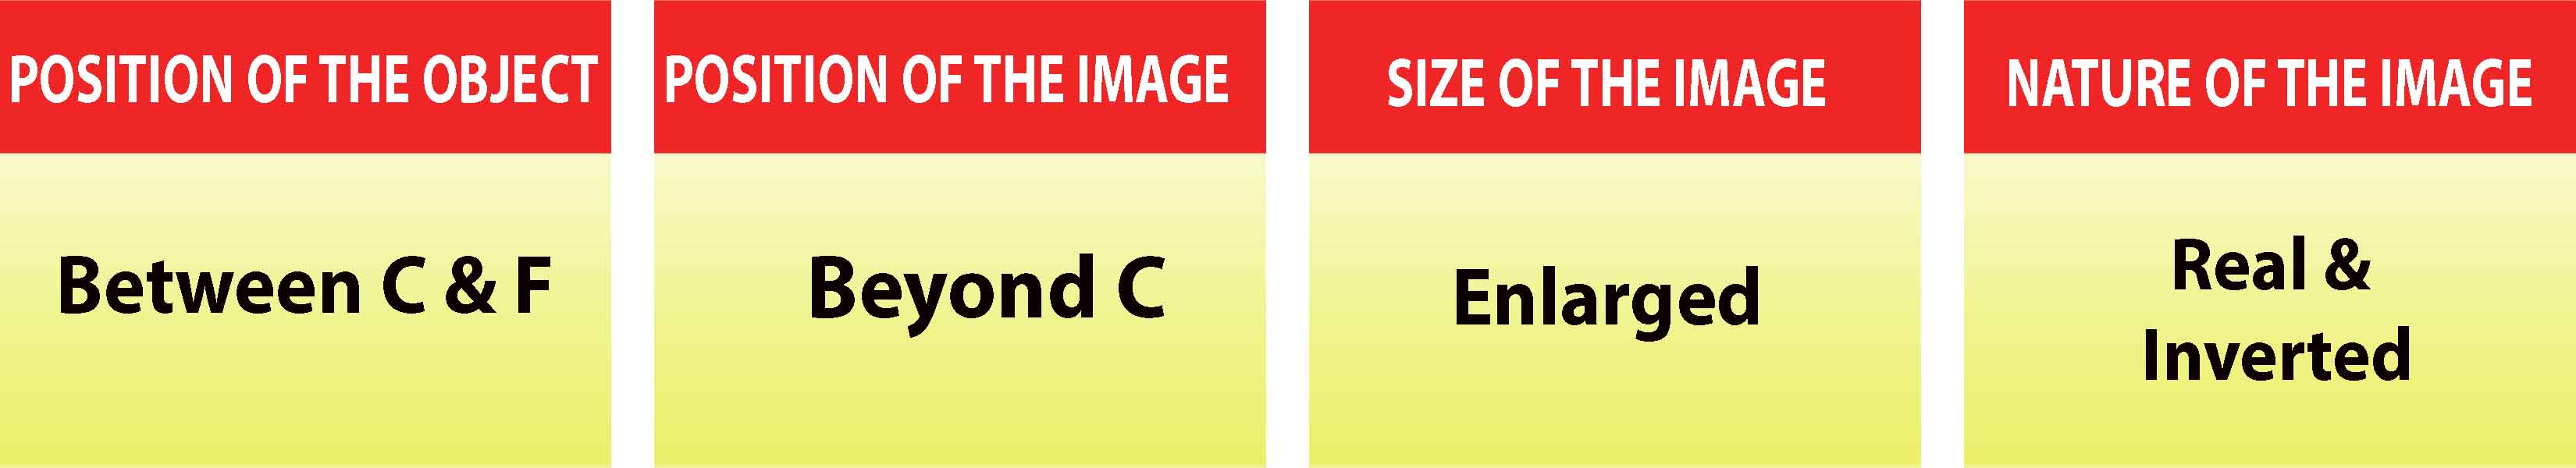 POSITION OF THE OBJECT
POSITION OF THE IMAGE
SIZE OF THE IMAGE
NATURE OF THE IMAGE
Between C & F
Beyond C
Enlarged
Real &
Inverted